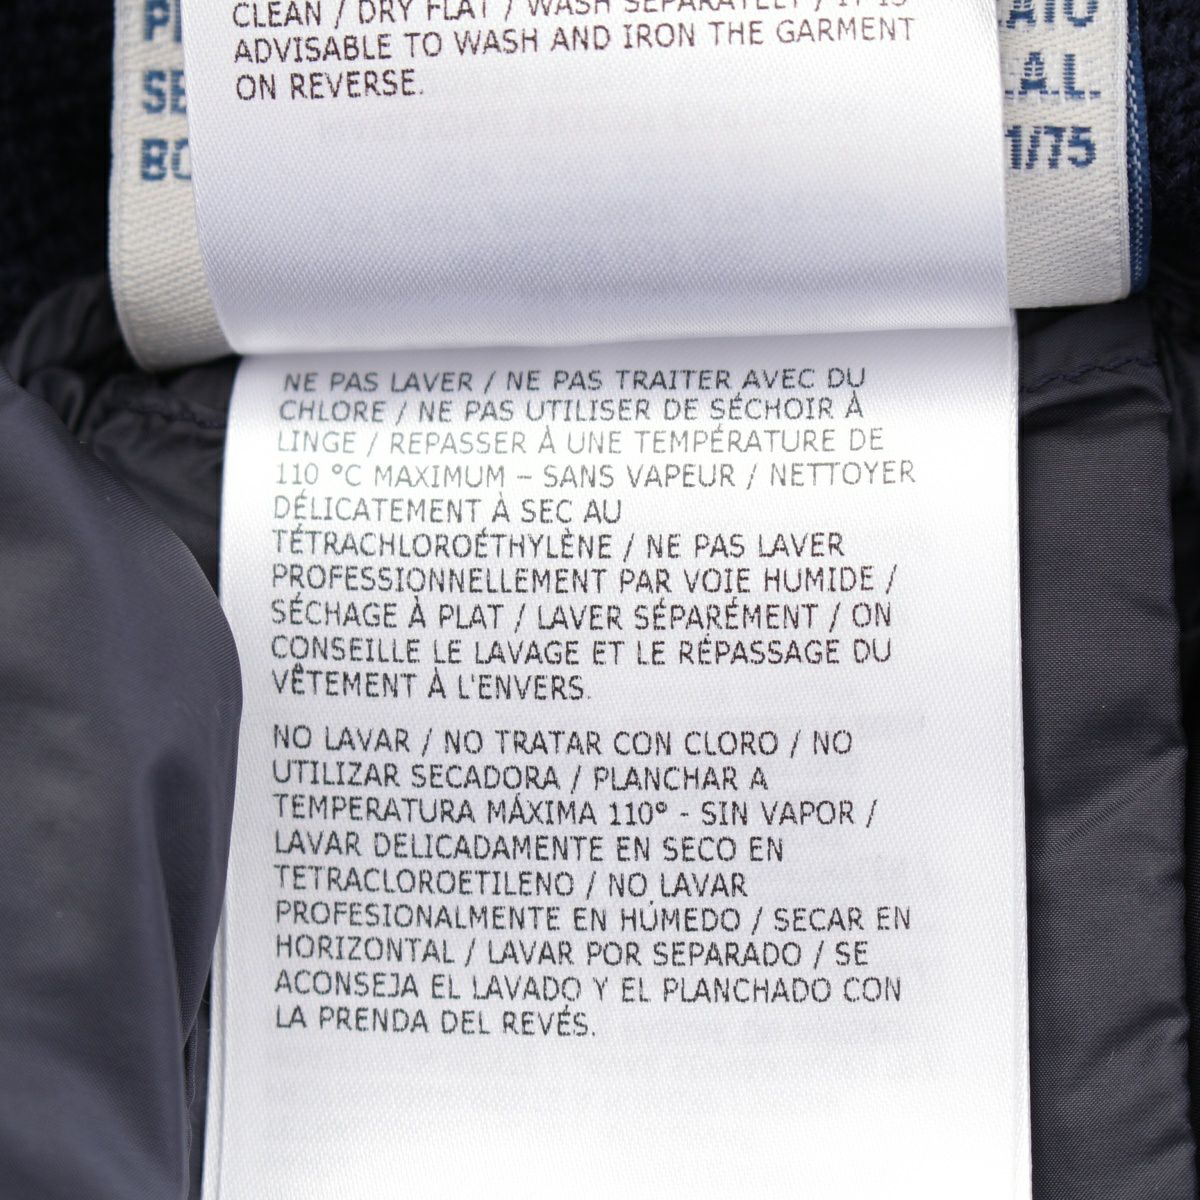 CLEAN / DRY FLAT / WASH SEPARATELY / IT IS
ADVISABLE TO WASH AND IRON THE GARMENT
ON REVERSE.
.A.L.
1/75
NE PAS LAVER / NE PAS TRAITER AVEC DU
CHLORE / NE PAS UTILISER DE SÉCHOIR À
LINGE / REPASSER À UNE TEMPÉRATURE DE
110 °C MAXIMUM – SANS VAPEUR / NETTOYER
DÉLICATEMENT À SEC AU
TÉTRACHLOROÉTHYLÈNE / NE PAS LAVER
PROFESSIONNELLEMENT PAR VOIE HUMIDE /
SÉCHAGE À PLAT / LAVER SÉPARÉMENT / ON
CONSEILLE LE LAVAGE ET LE RÉPASSAGE DU
VÊTEMENT À L'ENVERS.
NO LAVAR / NO TRATAR CON CLORO / NO
UTILIZAR SECADORA / PLANCHAR A
TEMPERATURA MÁXIMA 110° - SIN VAPOR /
LAVAR DELICADAMENTE EN SECO EN
TETRACLOROETILENO / NO LAVAR
PROFESIONALMENTE EN HÚMEDO / SECAR EN
HORIZONTAL / LAVAR POR SEPARADO / SE
ACONSEJA EL LAVADO Y EL PLANCHADO CON
LA PRENDA DEL REVÉS.